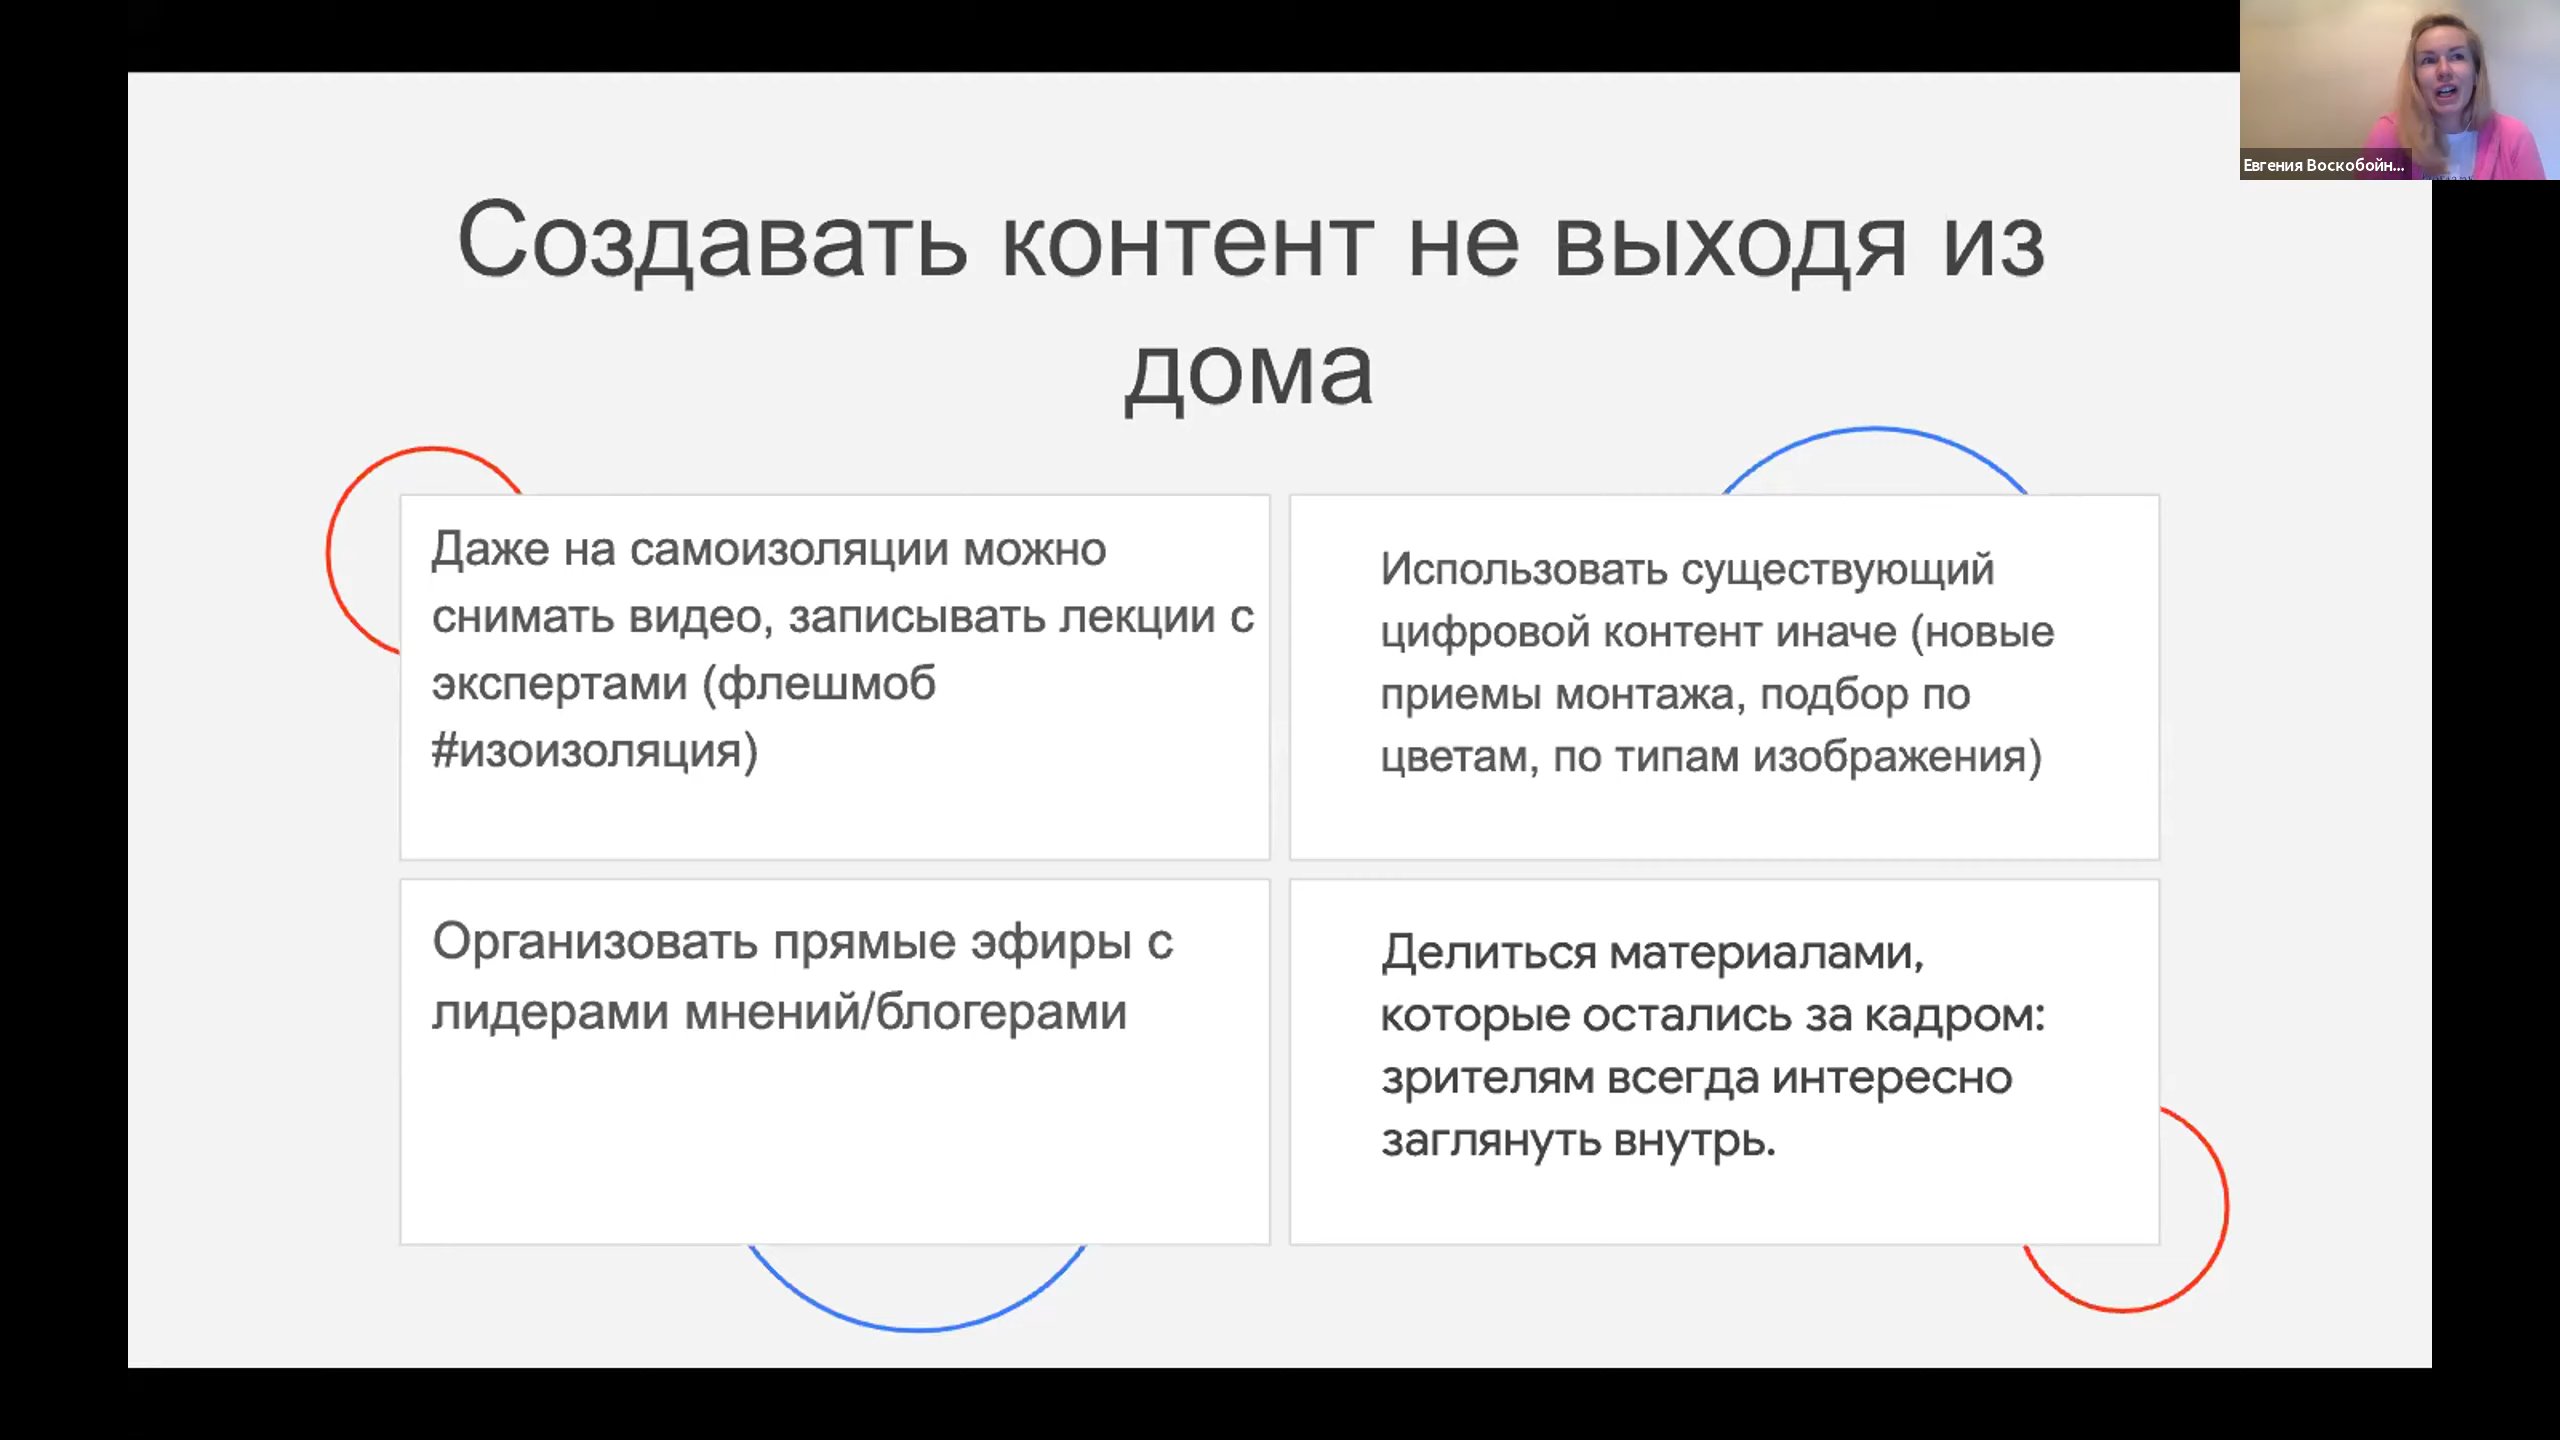 Создавать контент не выходя из
дома
Даже на самоизоляции можно
снимать видео, записывать лекции с
экспертами (флешмоб
#изоизоляция)
Использовать существующий
цифровой контент иначе (новые
приемы монтажа, подбор по
цветам, по типам изображения)
Организовать прямые эфиры с
лидерами мнений/блогерами
Делиться материалами,
которые остались за кадром:
зрителям всегда интересно
заглянуть внутрь.
Евгения Воскобойн...